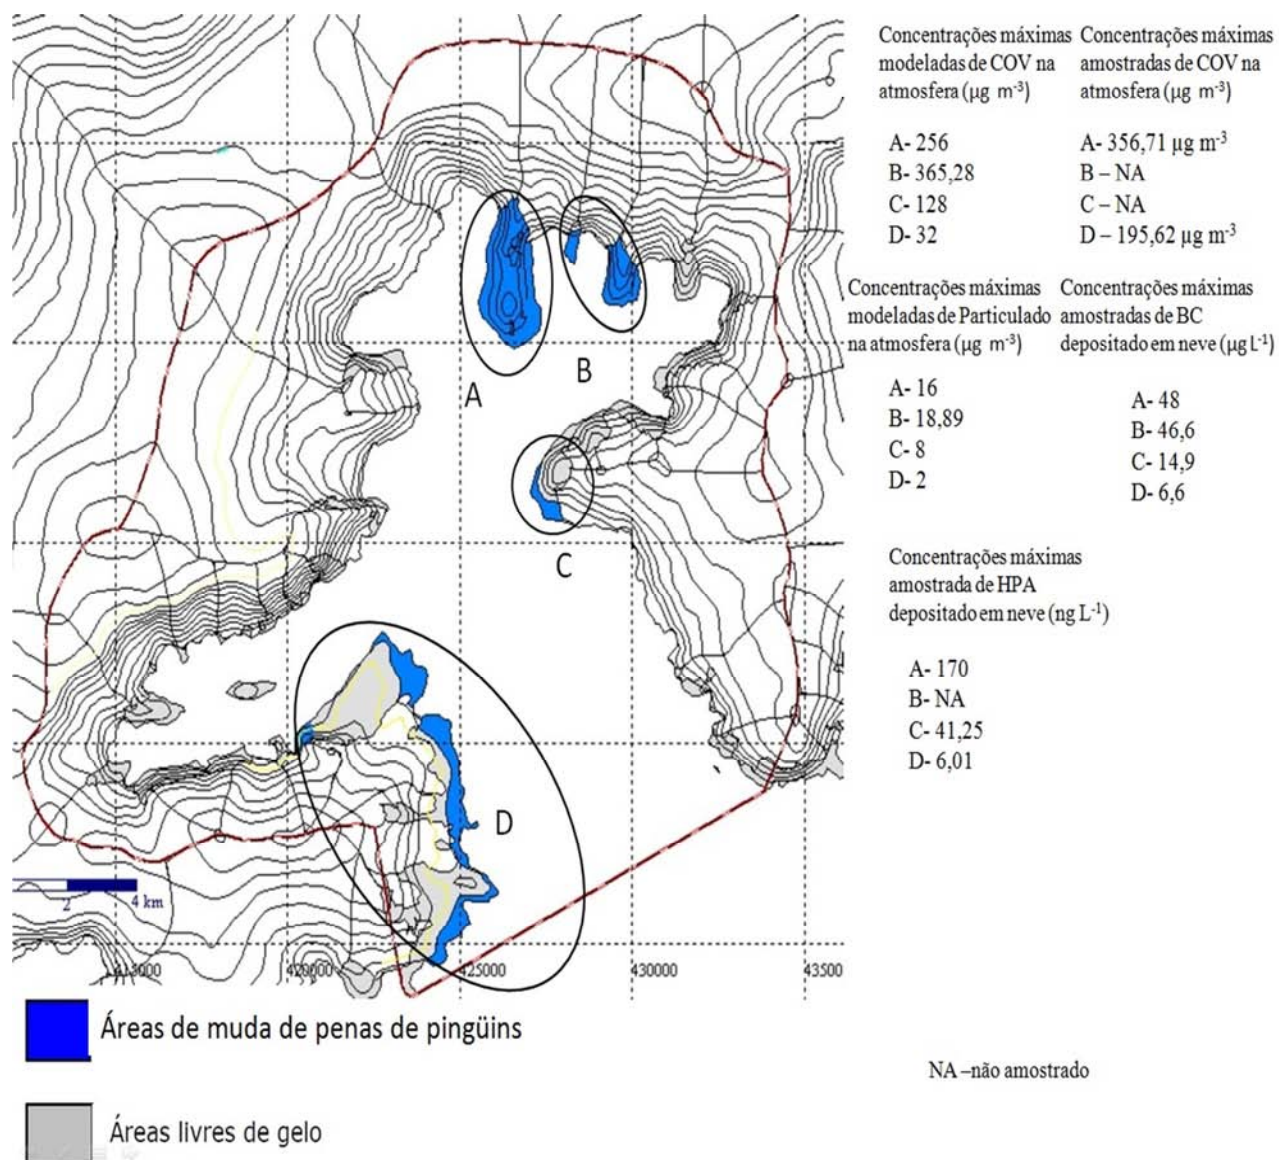 Concentrações máximas
modeladas de COV na
atmosfera (µg m-3)
A- 256
B- 365,28
C- 128
D- 32
Concentrações máximas
amostradas de COV na
atmosfera (µg m-3)
A- 356,71 µg m-3
B – NA
C – NA
D – 195,62 µg m-3
Concentrações máximas
modeladas de Particulado
na atmosfera (µg m-3)
A- 16
B- 18,89
C- 8
D- 2
Concentrações máximas
amostradas de BC
depositado em neve (µg L-1)
A- 48
B- 46,6
C- 14,9
D- 6,6
Concentrações máximas
amostrada de HPA
depositado em neve (ng L-1)
A- 170
B- NA
C- 41,25
D- 6,01
A
B
C
D
2
4 km
420000
425000
430000
43500
Áreas de muda de penas de pingüins
NA –não amostrado
Áreas livres de gelo